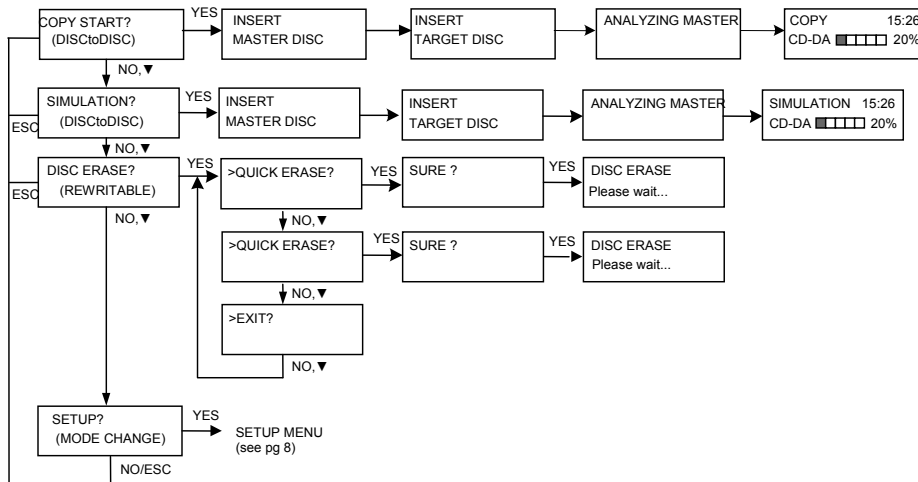 COPY START?
(DISCtoDISC)
YES
INSERT
MASTER DISC
INSERT
TARGET DISC
ANALYZING MASTER
COPY 15:26
CD-DA 20%
NO,▼
SIMULATION?
(DISCtoDISC)
YES
INSERT
MASTER DISC
INSERT
TARGET DISC
ANALYZING MASTER
SIMULATION 15:26
CD-DA 20%
ESC
NO,▼
DISC ERASE?
(REWRITABLE)
YES
>QUICK ERASE?
YES
SURE ?
YES
DISC ERASE
Please wait...
ESC
NO,▼
NO,▼
>QUICK ERASE?
YES
SURE ?
YES
DISC ERASE
Please wait...
NO,▼
>EXIT?
NO,▼
SETUP?
(MODE CHANGE)
YES
SETUP MENU
(see pg 8)
NO/ESC